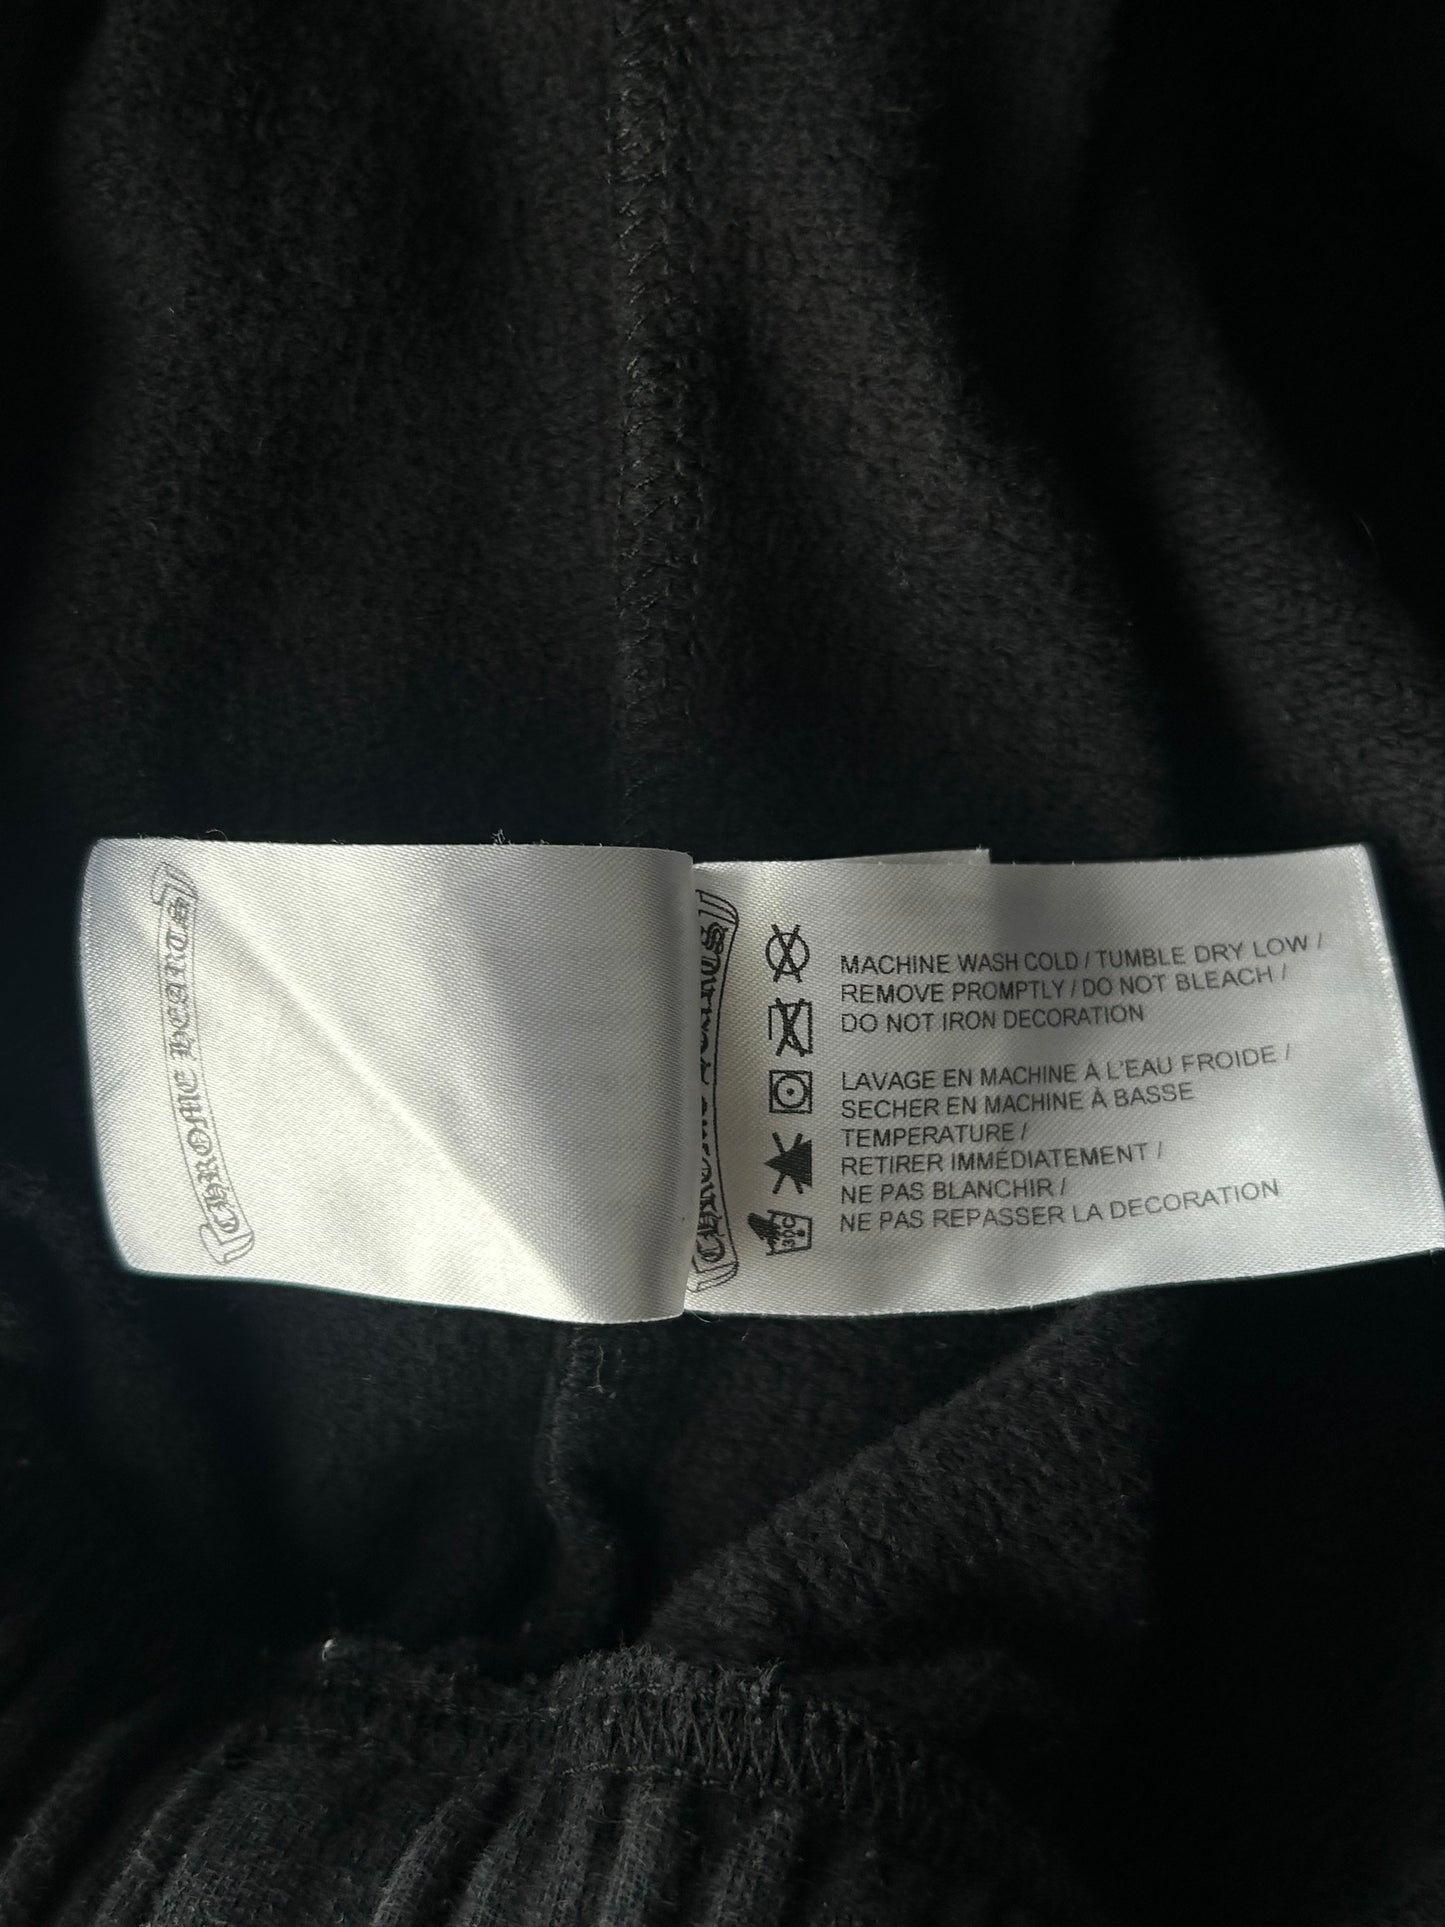 CHROME HEARTS
CHROME HEARTS
MACHINE WASH COLD / TUMBLE DRY LOW /
REMOVE PROMPTLY / DO NOT BLEACH /
DO NOT IRON DECORATION
LAVAGE EN MACHINE À L'EAU FROIDE /
SECHER EN MACHINE À BASSE
TEMPERATURE /
RETIRER IMMÉDIATEMENT /
NE PAS BLANCHIR /
NE PAS REPASSER LA DECORATION
30C